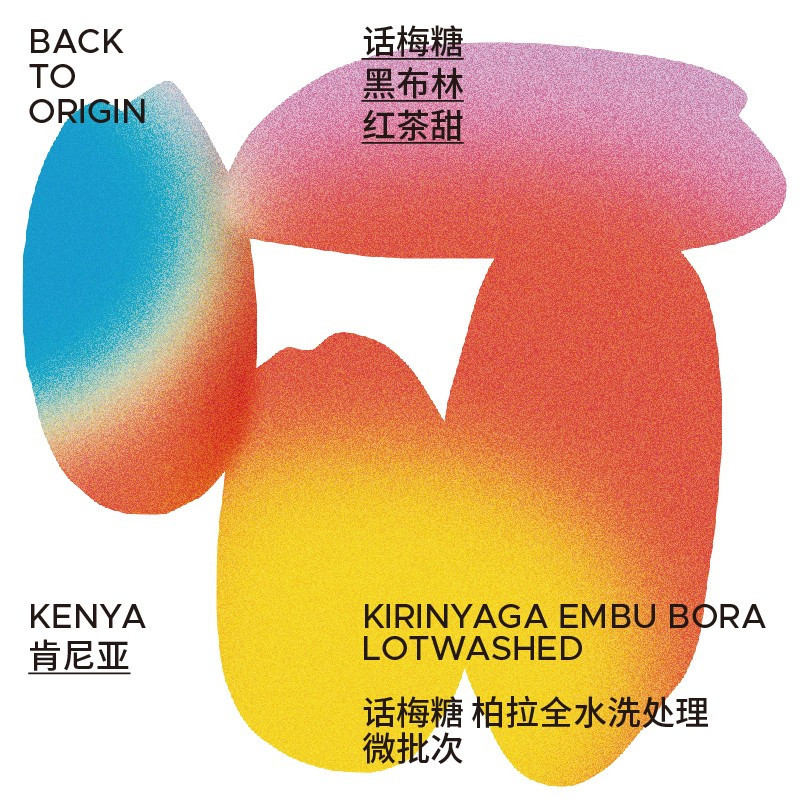 BACK
TO
ORIGIN
话梅糖
黑布林
红茶甜
KENYA
肯尼亚
KIRINYAGA EMBU BORA
LOTWASHED
话梅糖 柏拉全水洗处理
微批次